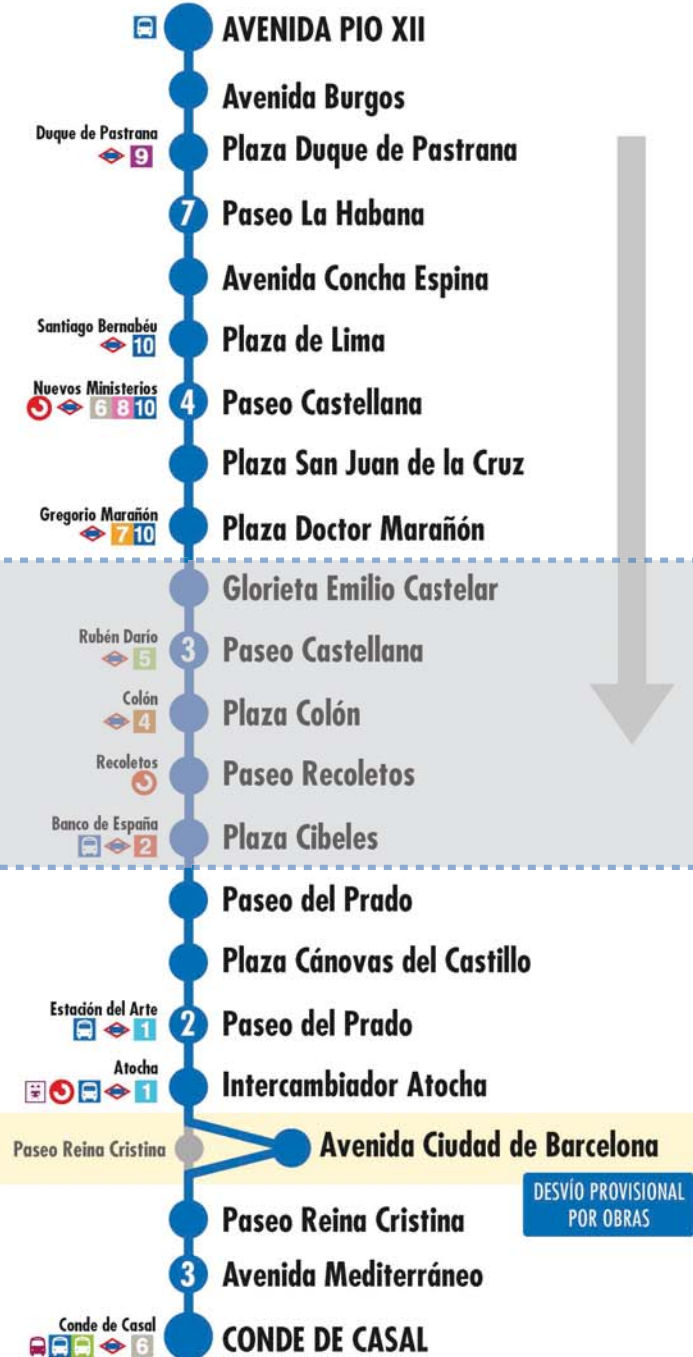 AVENIDA PIO XII
Avenida Burgos
Duque de Pastrana
9
Plaza Duque de Pastrana
7 Paseo La Habana
Avenida Concha Espina
Santiago Bernabéu
10
Plaza de Lima
Nuevos Ministerios
6 8 10
4 Paseo Castellana
Plaza San Juan de la Cruz
Gregorio Marañón
7 10
Plaza Doctor Marañón
Glorieta Emilio Castelar
Rubén Darío
5
3 Paseo Castellana
Colón
4
Plaza Colón
Recoletos
Paseo Recoletos
Banco de España
2
Plaza Cibeles
Paseo del Prado
Plaza Cánovas del Castillo
Estación del Arte
1
2 Paseo del Prado
Atocha
1
Intercambiador Atocha
Paseo Reina Cristina
Avenida Ciudad de Barcelona
DESVÍO PROVISIONAL
POR OBRAS
Paseo Reina Cristina
3 Avenida Mediterráneo
Conde de Casal
6
CONDE DE CASAL